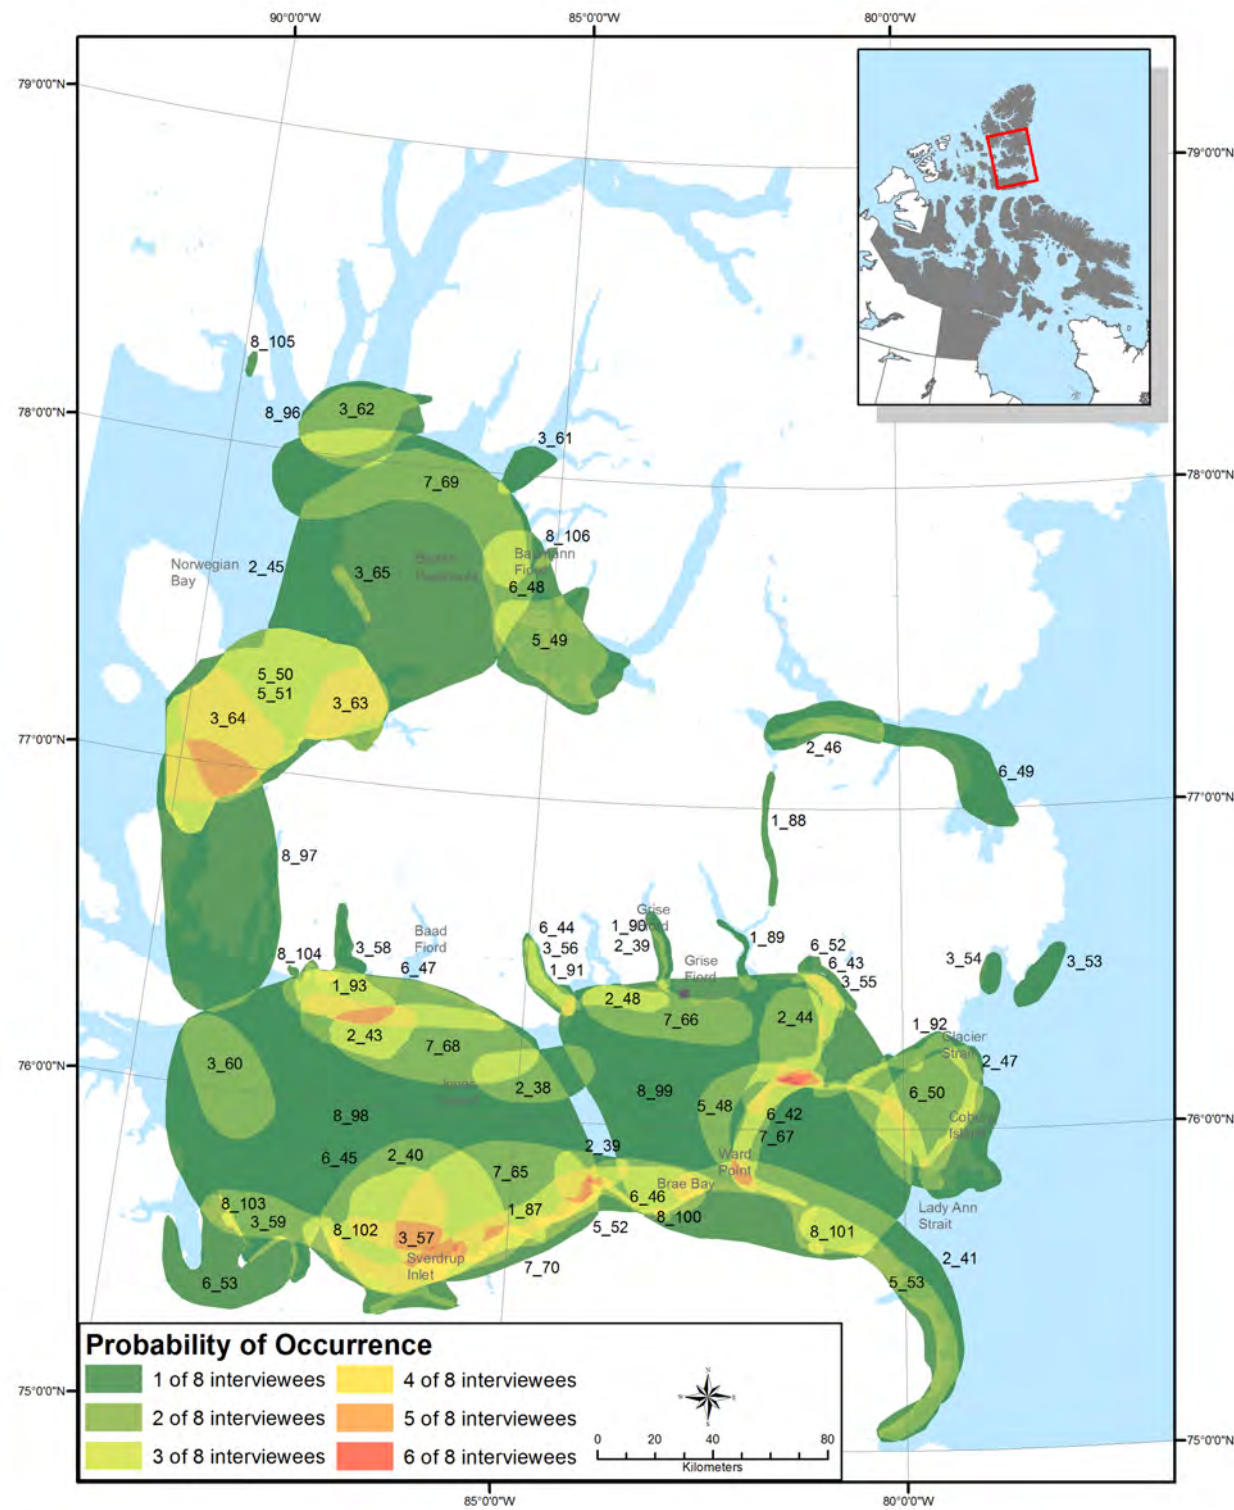 90°0'0"W
85°0'0"W
80°0'0"W
79°0'0"N
79°0'0"N
8_105
78°0'0"N
8_96
3_62
3_61
78°0'0"N
7_69
8_106
Norwegian
Bay
2_45
3_65
Baumann
Fiord
6_48
5_49
5_50
5_51
3_64
3_63
77°0'0"N
2_46
6_49
77°0'0"N
1_88
8_97
Baad
Fiord
8_104
3_58
6_47
6_44
3_56
1_91
1_90
2_39
Grise
Fiord
1_89
Grise
Fiord
6_52
6_43
3_55
3_54
3_53
1_93
2_48
7_66
2_44
1_92
Glacier
Strait
2_47
2_43
7_68
3_60
76°0'0"N
2_38
8_99
5_48
6_42
7_67
6_50
Coburg
Island
76°0'0"N
8_98
Jones
6_45
2_40
2_39
7_65
Ward
Point
Brae Bay
6_46
8_100
8_103
3_59
8_102
1_87
3_57
5_52
8_101
Lady Ann
Strait
2_41
Sverdrup
Inlet
7_70
6_53
5_53
Probability of Occurrence
1 of 8 interviewees
2 of 8 interviewees
3 of 8 interviewees
4 of 8 interviewees
5 of 8 interviewees
6 of 8 interviewees
N
W
E
S
0 20 40 80
Kilometers
75°0'0"N
75°0'0"N
85°0'0"W
80°0'0"W